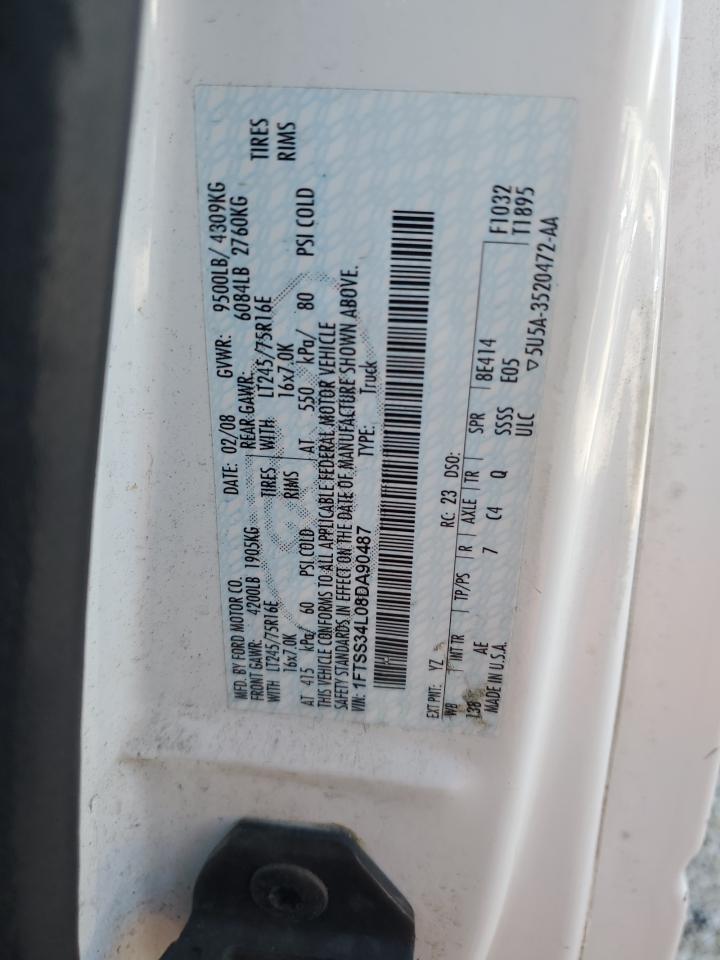 MFD. BY FORD MOTOR CO. DATE: 02/08 GVWR: 9500LB/ 4309KG
FRONT GAWR: 4200LB 1905KG REAR GAWR: 6084LB 2760KG
WITH LT245/75R16E TIRES WITH LT245/75R16E TIRES
16x7.0K RIMS 16x7.0K RIMS
AT 415 kPa/ 60 PSI COLD AT 550 kPa/ 80 PSI COLD
THIS VEHICLE CONFORMS TO ALL APPLICABLE FEDERAL MOTOR VEHICLE
SAFETY STANDARDS IN EFFECT ON THE DATE OF MANUFACTURE SHOWN ABOVE.
VIN: 1FTSS34L08DA90487 TYPE: Truck
EXT PNT: YZ RC: 23 DSO: F1032
WB INT TR TP/PS R AXLE TR SPR 8E414 T1895
138 AE 7 C4 Q SSSS E05
MADE IN U.S.A. ULC ▽5U5A-3520472-AA